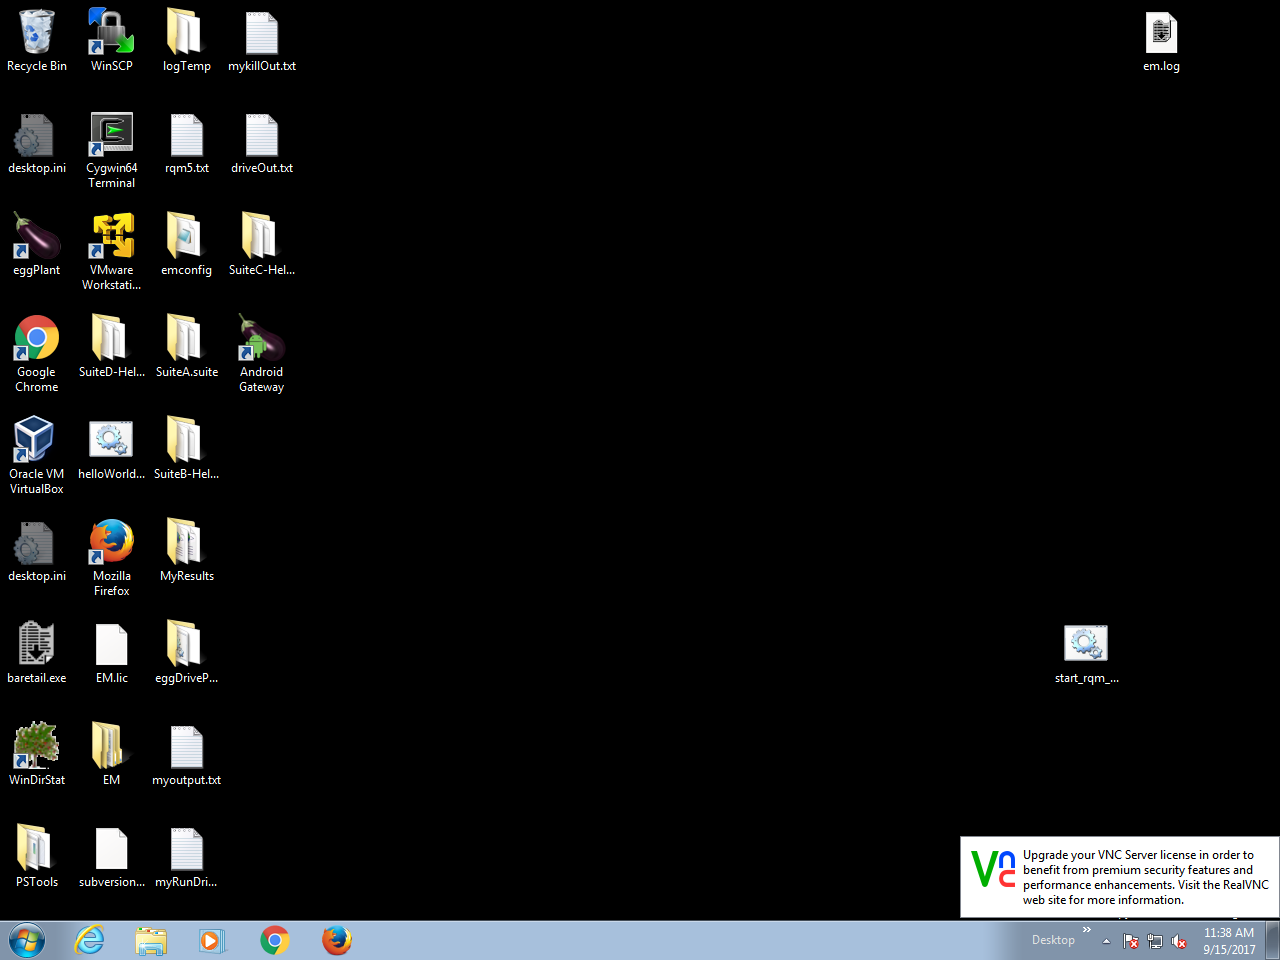 Recycle Bin
WinSCP
logTemp
mykillOut.txt
em.log
desktop.ini
Cygwin64
Terminal
rqm5.txt
driveOut.txt
eggPlant
VMware
Workstati...
emconfig
SuiteC-Hel...
Google
Chrome
SuiteD-Hel...
SuiteA.suite
Android
Gateway
Oracle VM
VirtualBox
helloWorld...
SuiteB-Hel...
desktop.ini
Mozilla
Firefox
MyResults
baretail.exe
EM.lic
eggDriveP...
start_rqm_...
WinDirStat
EM
myoutput.txt
PSTools
subversion...
myRunDri...
Vnc
Upgrade your VNC Server license in order to
benefit from premium security features and
performance enhancements. Visit the RealVNC
web site for more information.
Desktop
11:38 AM
9/15/2017